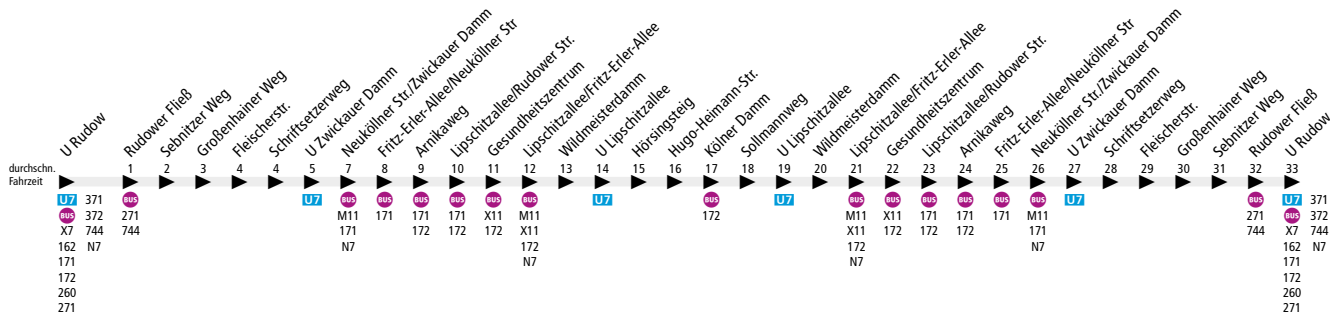 U Rudow
Rudower Fließ
Sebnitzer Weg
Großenhainer Weg
Fleischerstr.
Schriftsetzerweg
U Zwickauer Damm
Neuköllner Str./Zwickauer Damm
Fritz-Erler-Allee/Neuköllner Str
Arnikaweg
Lipschitzallee/Rudower Str.
Gesundheitszentrum
Lipschitzallee/Fritz-Erler-Allee
Wildmeisterdamm
U Lipschitzallee
Hörsingsteig
Hugo-Heimann-Str.
Kölner Damm
Sollmannweg
U Lipschitzallee
Wildmeisterdamm
Lipschitzallee/Fritz-Erler-Allee
Gesundheitszentrum
Lipschitzallee/Rudower Str.
Arnikaweg
Fritz-Erler-Allee/Neuköllner Str
Neuköllner Str./Zwickauer Damm
U Zwickauer Damm
Schriftsetzerweg
Fleischerstr.
Großenhainer Weg
Sebnitzer Weg
Rudower Fließ
U Rudow
durchschn. 1 2 3 4 4 5 7 8 9 10 11 12 13 14 15 16 17 18 19 20 21 22 23 24 25 26 27 28 29 30 31 32 33
Fahrzeit
U7 371 BUS U7 BUS BUS BUS BUS BUS BUS U7 BUS U7 BUS BUS BUS BUS BUS BUS U7 BUS U7 371
BUS 372 271 M11 171 171 171 X11 M11 172 M11 X11 171 171 171 M11 271 BUS 372
X7 744 744 171 172 172 172 X11 X11 172 172 172 171 744 X7 744
162 N7 N7 172 172 N7 162 N7
171 N7 N7 171
172 172
260 260
271 271